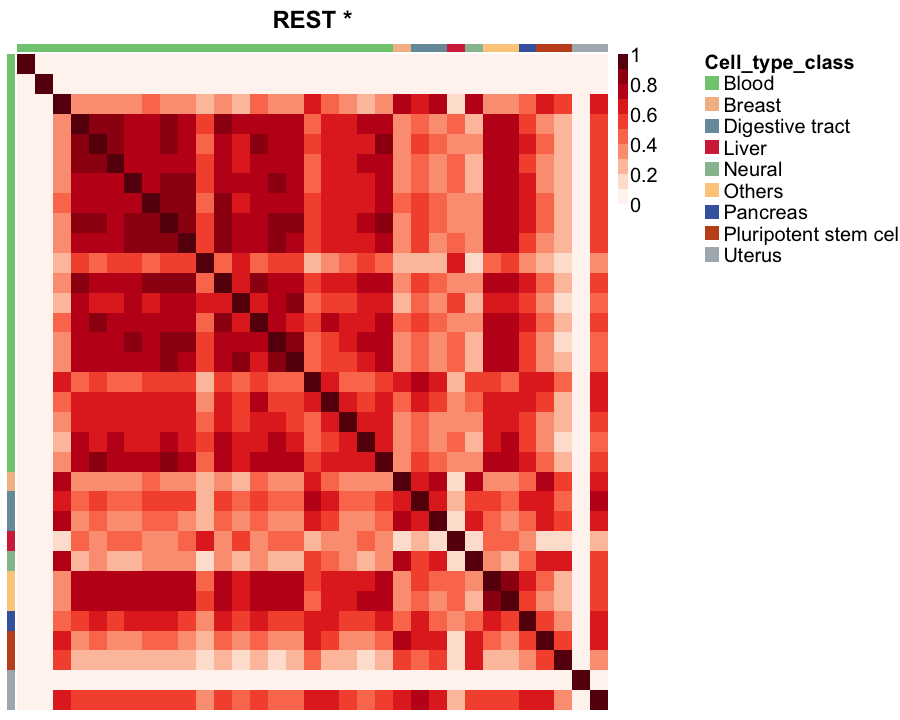 REST *
1
0.8
0.6
0.4
0.2
0
Cell_type_class
Blood
Breast
Digestive tract
Liver
Neural
Others
Pancreas
Pluripotent stem cel
Uterus